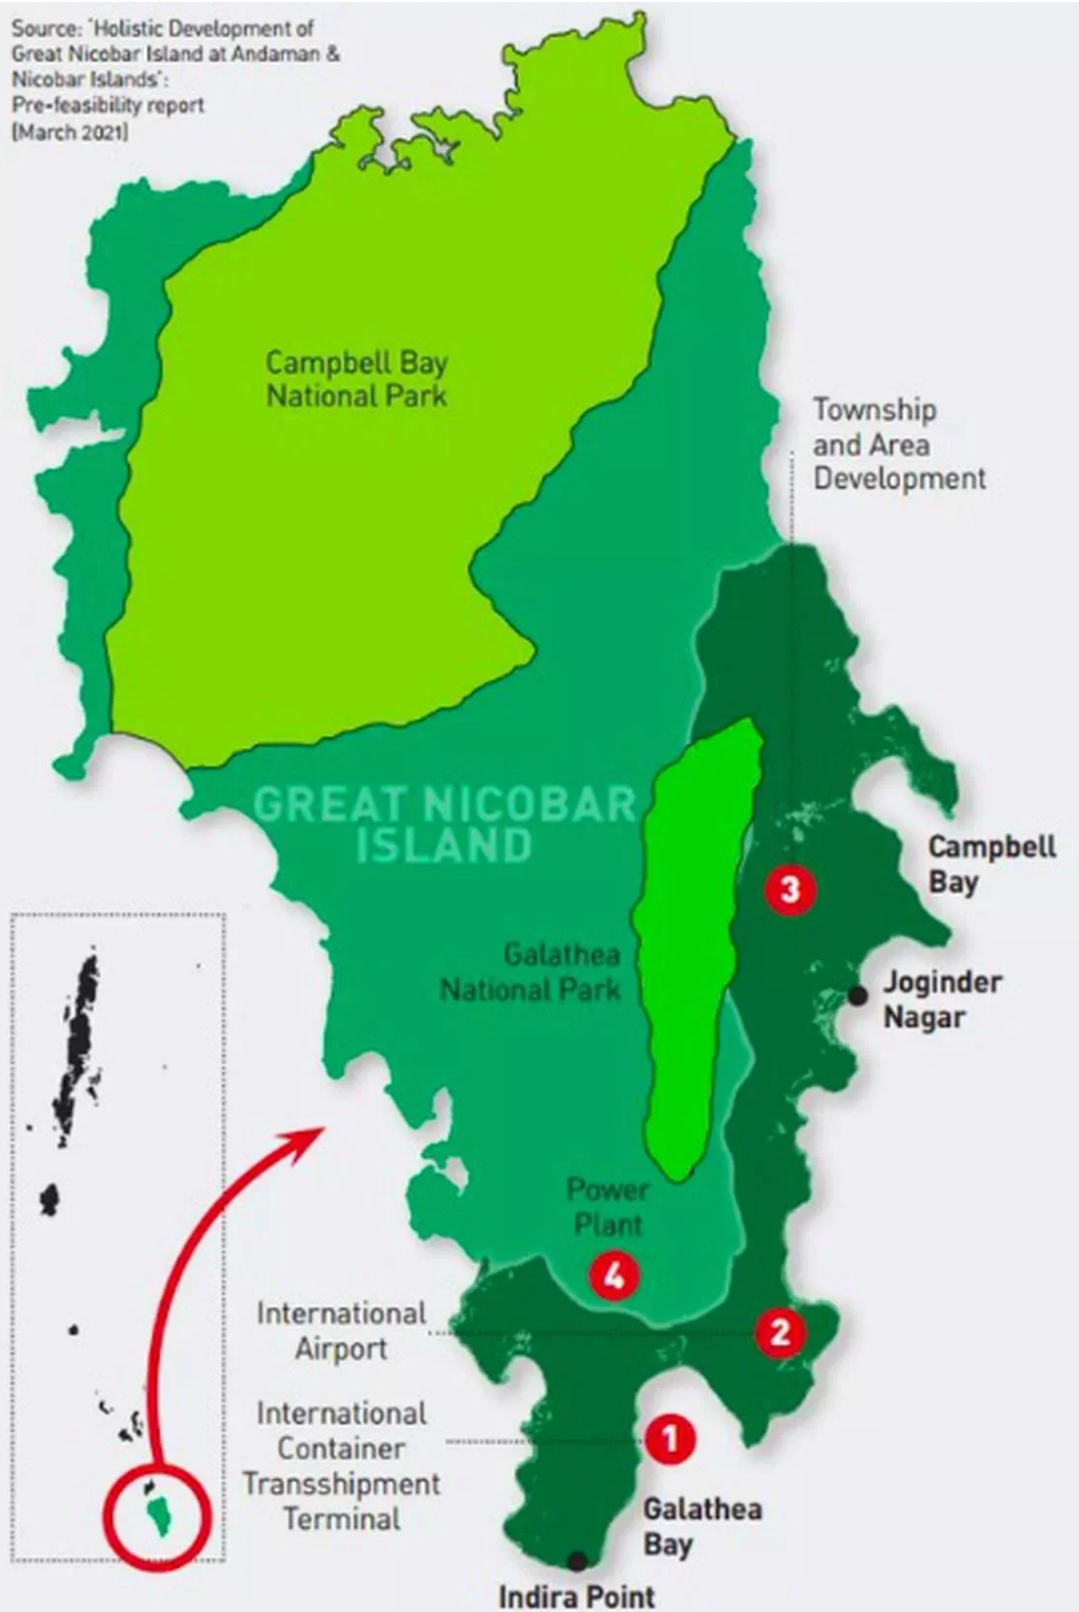 Source: 'Holistic Development of
Great Nicobar Island at Andaman &
Nicobar Islands':
Pre-feasibility report
(March 2021)
Campbell Bay
National Park
Township
and Area
Development
GREAT NICOBAR
ISLAND
Campbell
Bay
3
Galathea
National Park
Joginder
Nagar
Power
Plant
4
International
Airport
2
International
Container
Transshipment
Terminal
1
Galathea
Bay
Indira Point